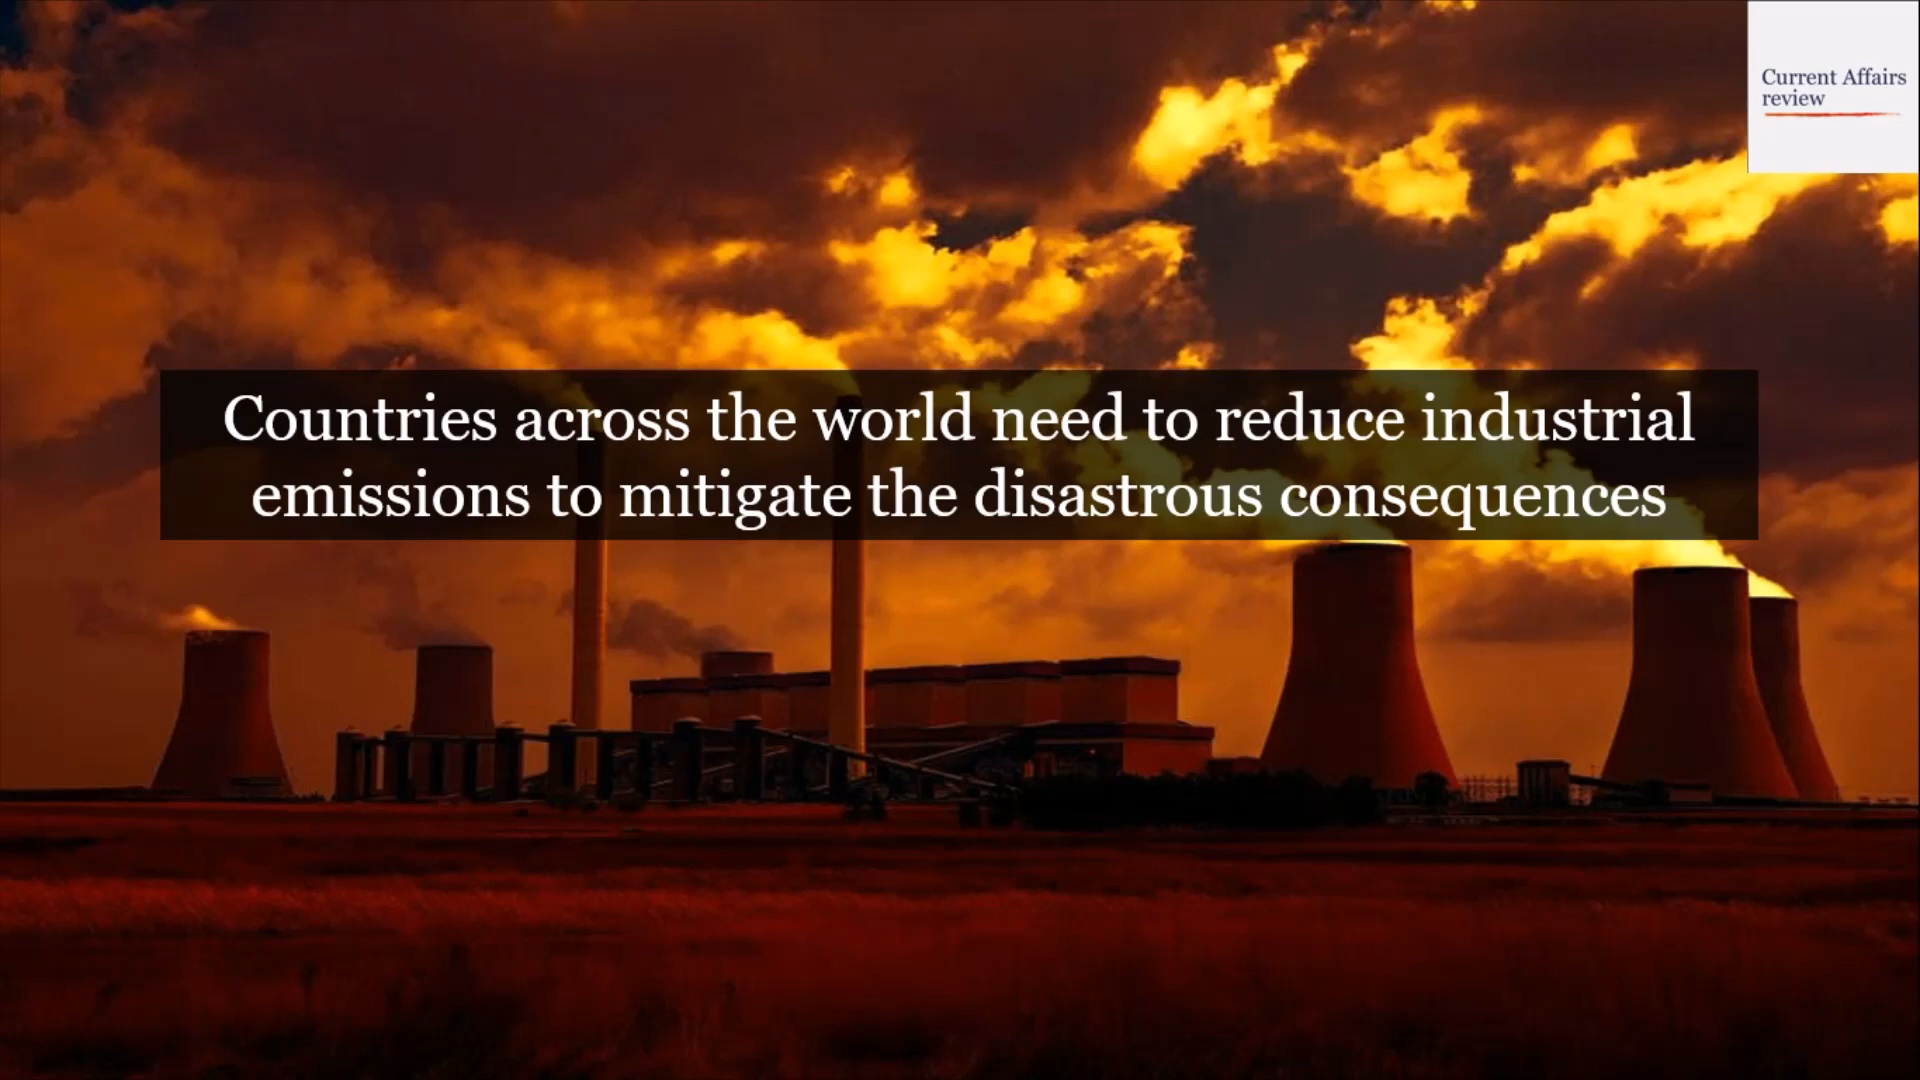 Current Affairs
review
Countries across the world need to reduce industrial
emissions to mitigate the disastrous consequences